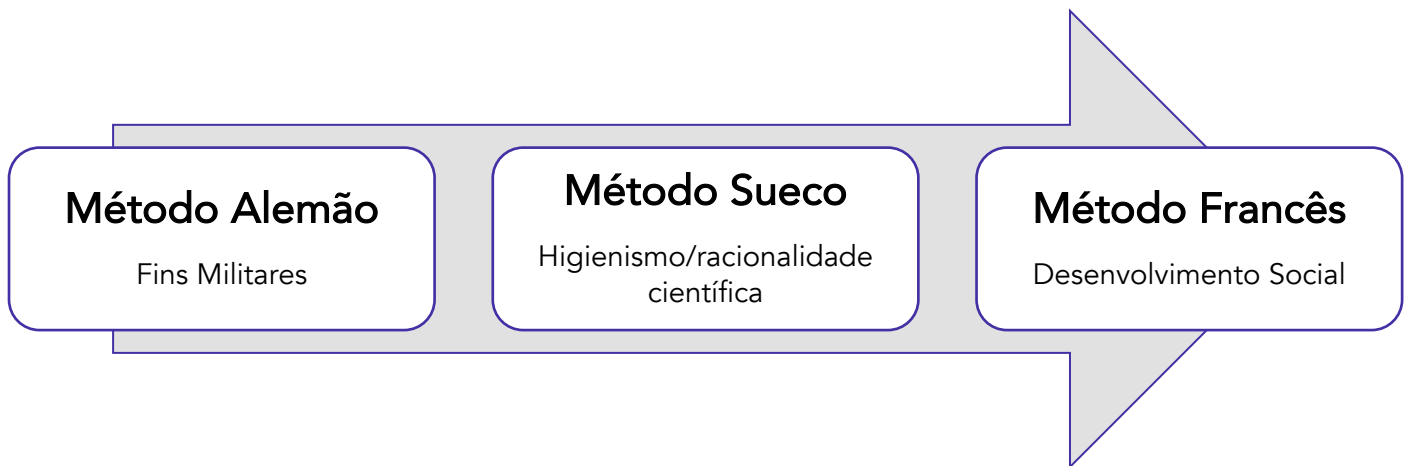 Método Alemão
Fins Militares
Método Sueco
Higienismo/racionalidade
científica
Método Francês
Desenvolvimento Social